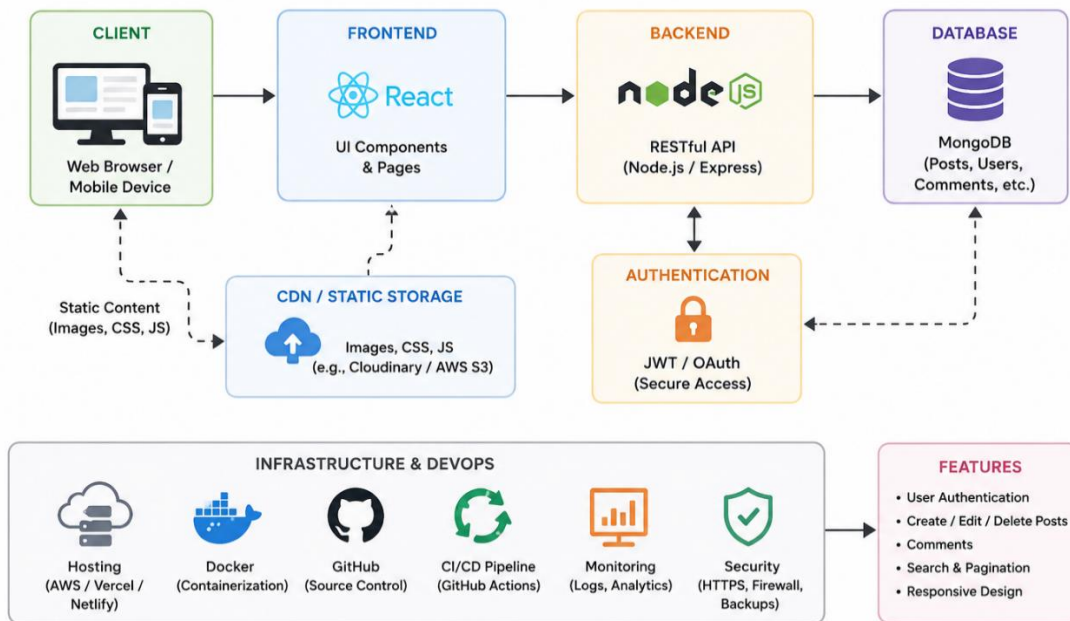 CLIENT
Web Browser /
Mobile Device
FRONTEND
React
UI Components
& Pages
BACKEND
node
JS
RESTful API
(Node.js / Express)
DATABASE
MongoDB
(Posts, Users,
Comments, etc.)
Static Content
(Images, CSS, JS)
CDN / STATIC STORAGE
Images, CSS, JS
(e.g., Cloudinary / AWS S3)
AUTHENTICATION
JWT / OAuth
(Secure Access)
INFRASTRUCTURE & DEVOPS
Hosting
(AWS / Vercel /
Netlify)
Docker
(Containerization)
GitHub
(Source Control)
CI/CD Pipeline
(GitHub Actions)
Monitoring
(Logs, Analytics)
Security
(HTTPS, Firewall,
Backups)
FEATURES
• User Authentication
• Create / Edit / Delete Posts
• Comments
• Search & Pagination
• Responsive Design